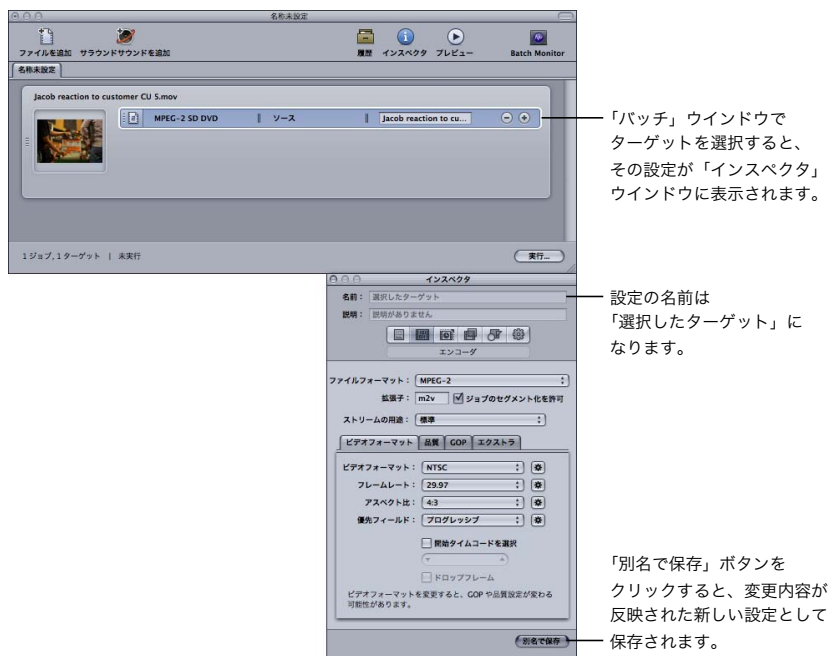 名称未設定
ファイルを追加 サラウンドサウンドを追加 履歴 インスペクタ プレビュー Batch Monitor
名称未設定
Jacob reaction to customer CU 5.mov
MPEG-2 SD DVD ソース Jacob reaction to cu...
「バッチ」ウインドウで
ターゲットを選択すると、
その設定が「インスペクタ」
ウインドウに表示されます。
1 ジョブ, 1 ターゲット | 未実行 実行...
インスペクタ
名前： 選択したターゲット
説明： 説明がありません
設定の名前は
「選択したターゲット」に
なります。
エンコーダ
ファイルフォーマット： MPEG-2
拡張子： m2v ジョブのセグメント化を許可
ストリームの用途： 標準
ビデオフォーマット 品質 GOP エクストラ
ビデオフォーマット： NTSC
フレームレート： 29.97
アスペクト比： 4:3
優先フィールド： プログレッシブ
開始タイムコードを選択
ドロップフレーム
ビデオフォーマットを変更すると、GOP や品質設定が変わる
可能性があります。
別名で保存
「別名で保存」ボタンを
クリックすると、変更内容が
反映された新しい設定として
保存されます。